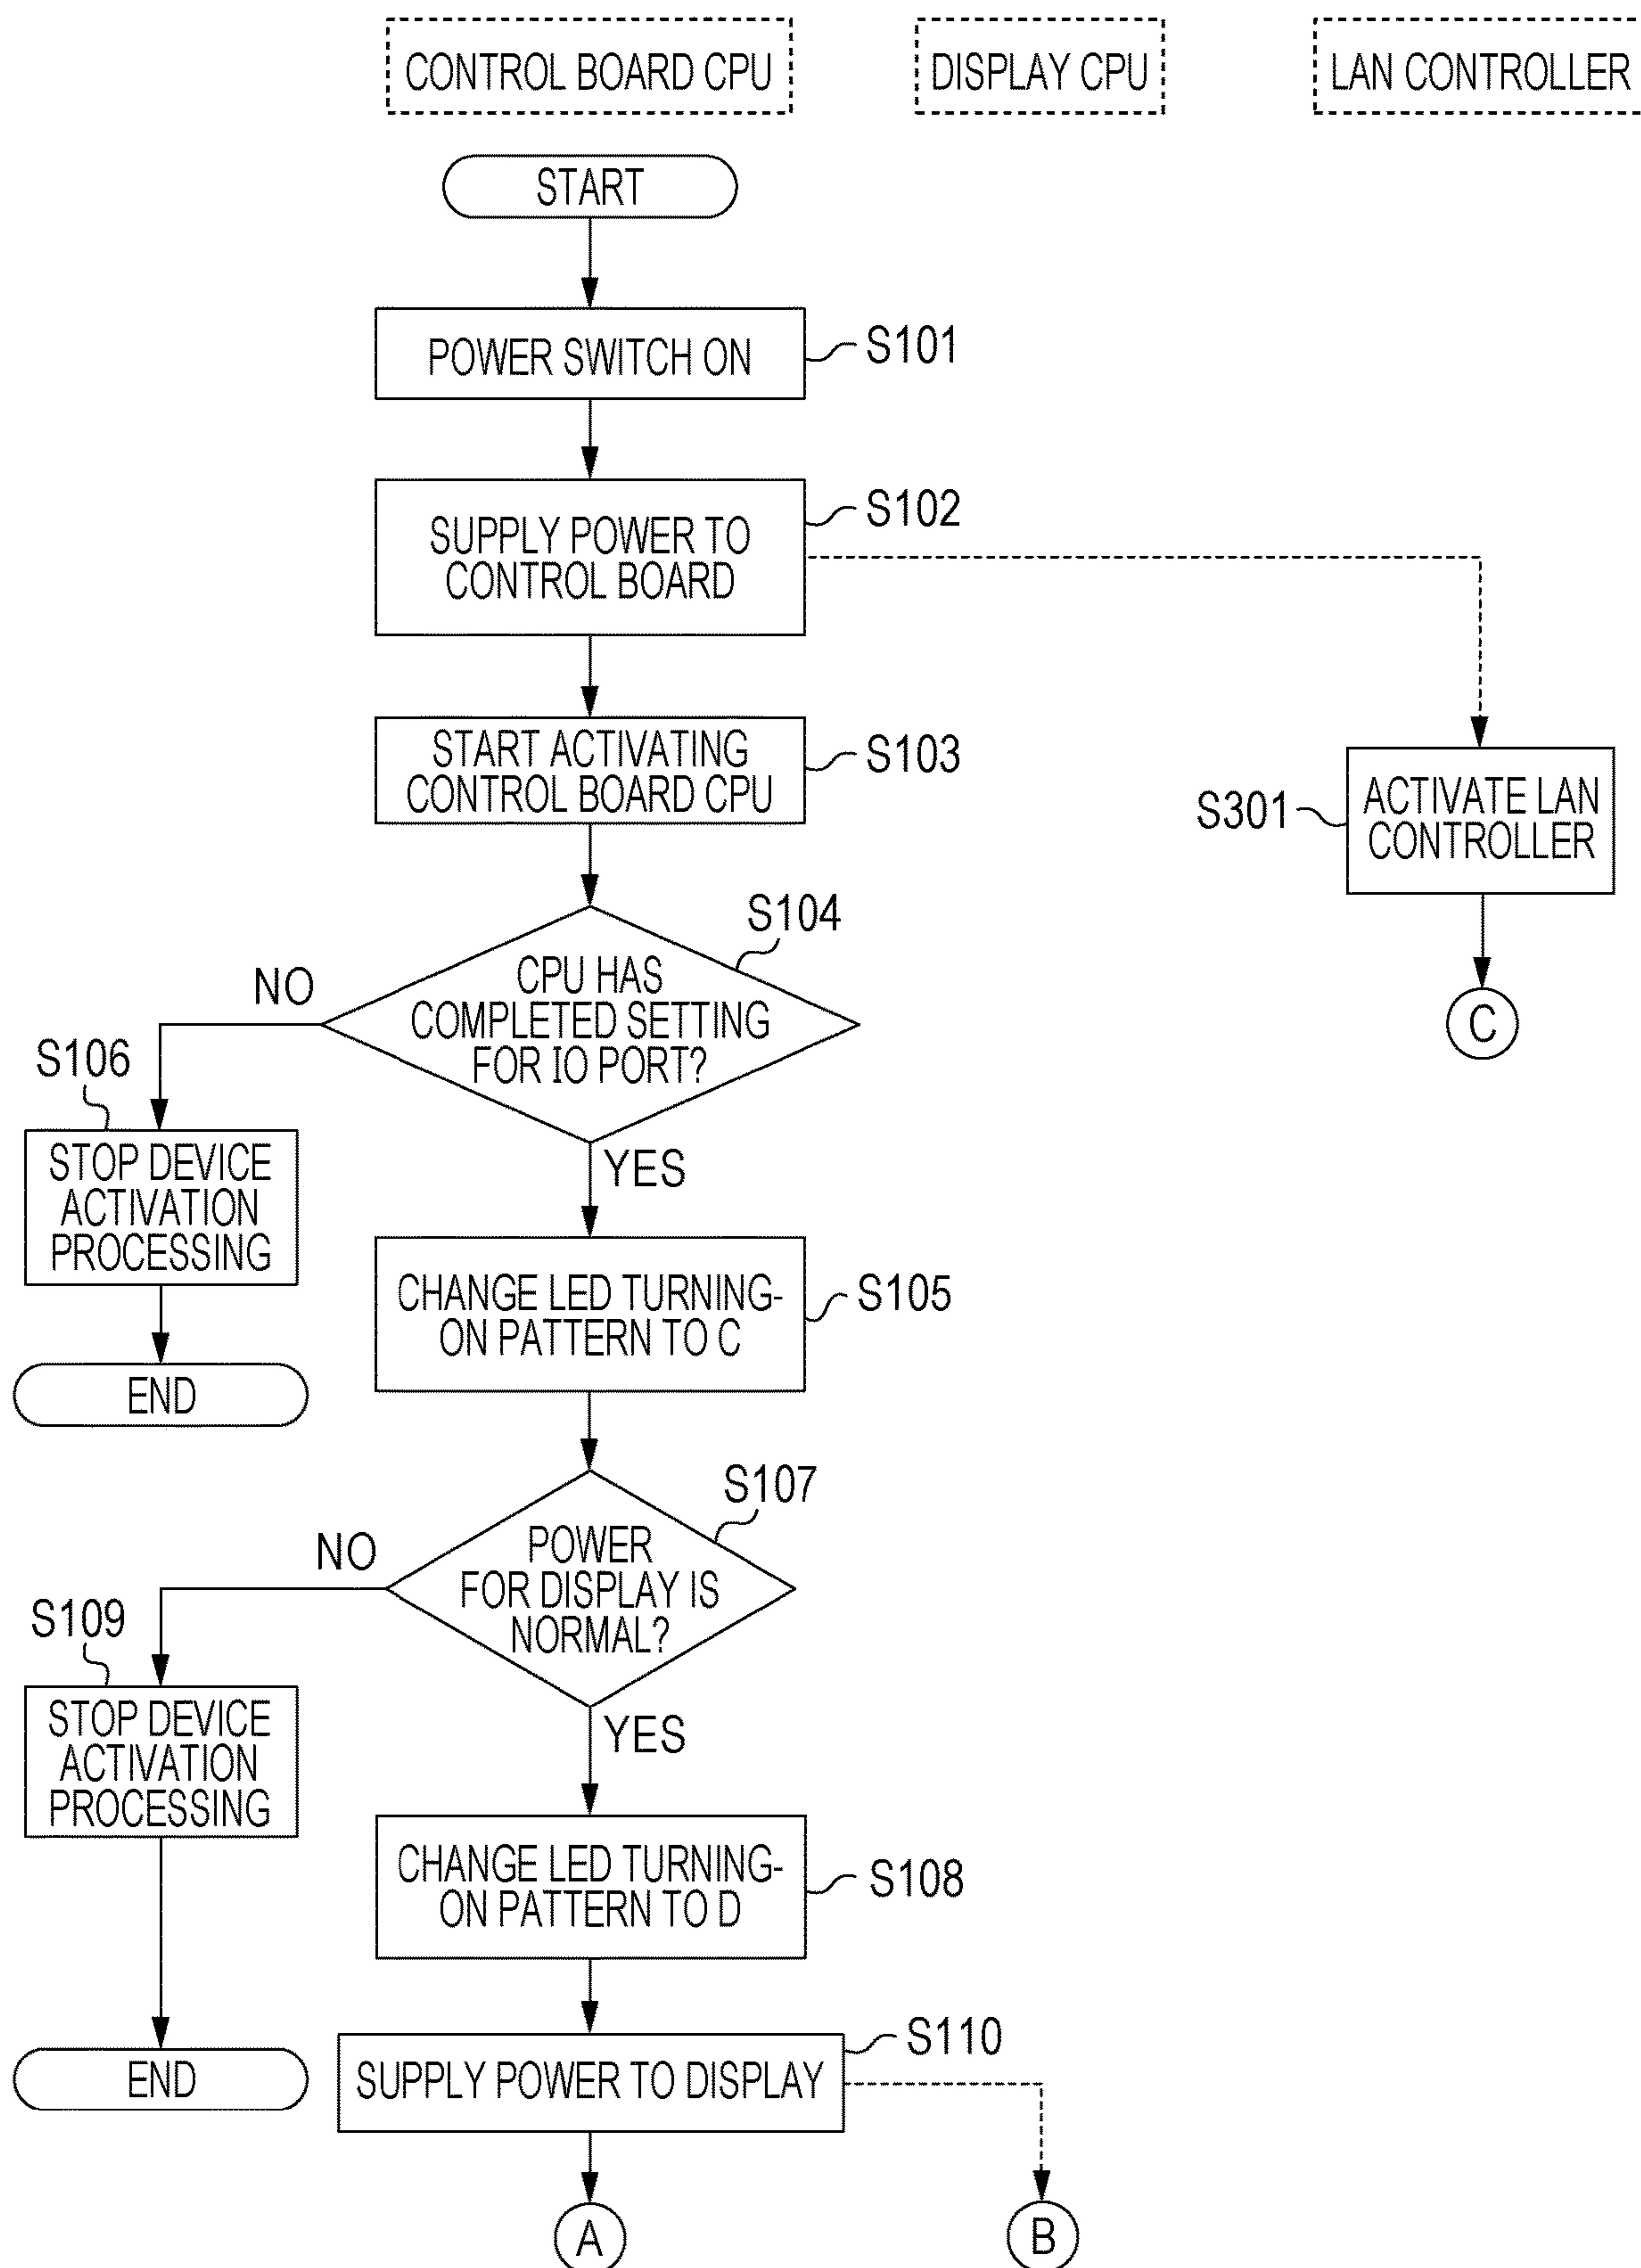 CONTROL BOARD CPU
DISPLAY CPU
LAN CONTROLLER
START
POWER SWITCH ON
S101
SUPPLY POWER TO
CONTROL BOARD
S102
START ACTIVATING
CONTROL BOARD CPU
S103
S301
ACTIVATE LAN
CONTROLLER
C
S104
CPU HAS
COMPLETED SETTING
FOR IO PORT?
NO
YES
S106
STOP DEVICE
ACTIVATION
PROCESSING
END
CHANGE LED TURNING-
ON PATTERN TO C
S105
S107
POWER
FOR DISPLAY IS
NORMAL?
NO
YES
S109
STOP DEVICE
ACTIVATION
PROCESSING
END
CHANGE LED TURNING-
ON PATTERN TO D
S108
S110
SUPPLY POWER TO DISPLAY
A
B